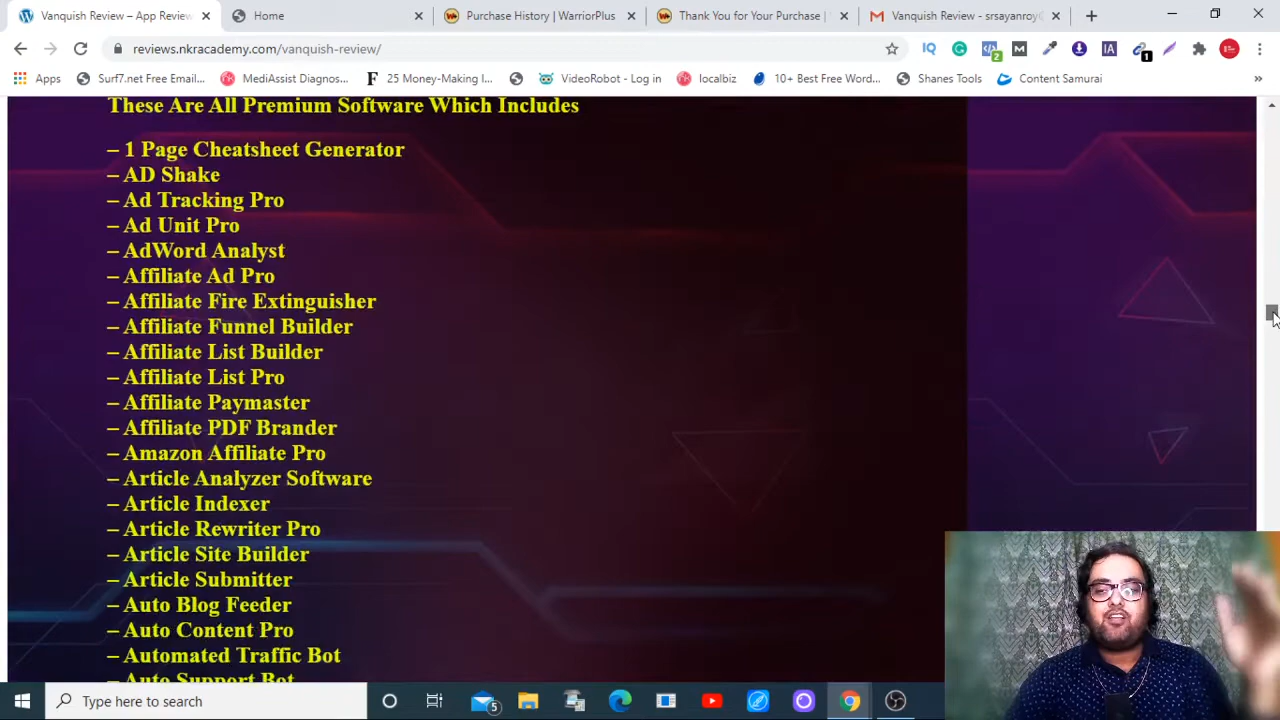 Vanquish Review – App Review
Home
Purchase History | WarriorPlus
Thank You for Your Purchase |
Vanquish Review - srsayanroy
reviews.nkracademy.com/vanquish-review/
Apps
Surf7.net Free Email...
MediAssist Diagnos...
25 Money-Making I...
VideoRobot - Log in
localbiz
10+ Best Free Word...
Shanes Tools
Content Samurai
These Are All Premium Software Which Includes
– 1 Page Cheatsheet Generator
– AD Shake
– Ad Tracking Pro
– Ad Unit Pro
– AdWord Analyst
– Affiliate Ad Pro
– Affiliate Fire Extinguisher
– Affiliate Funnel Builder
– Affiliate List Builder
– Affiliate List Pro
– Affiliate Paymaster
– Affiliate PDF Brander
– Amazon Affiliate Pro
– Article Analyzer Software
– Article Indexer
– Article Rewriter Pro
– Article Site Builder
– Article Submitter
– Auto Blog Feeder
– Auto Content Pro
– Automated Traffic Bot
– Auto Support Bot
Type here to search
5